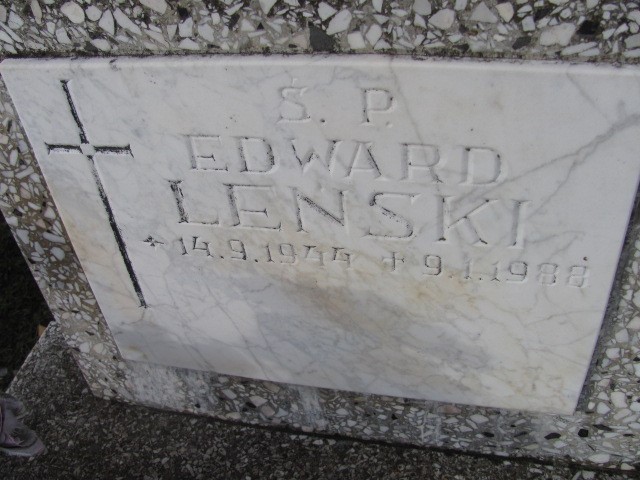 S. P.
EDWARD
LENSKI
* 14.9.1944 + 9.1.1988